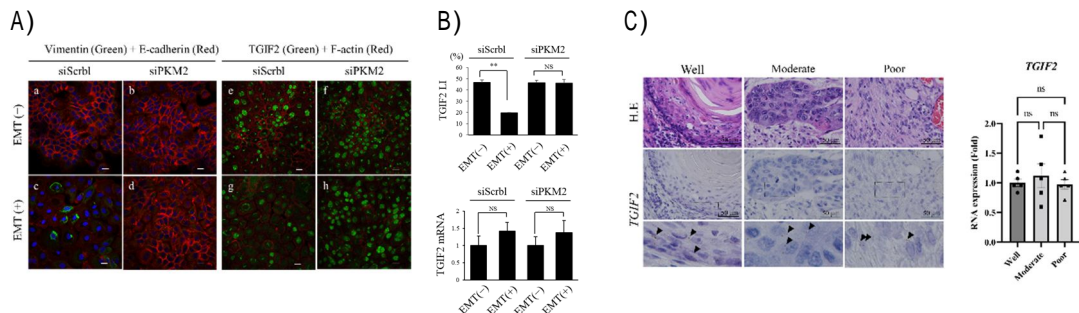 A)
Vimentin (Green) + E-cadherin (Red)
TGIF2 (Green) + F-actin (Red)
siScrbl
siPKM2
siScrbl
siPKM2
EMT (−)
EMT (+)
a
b
e
f
c
d
g
h
B)
(%)
siScrbl
siPKM2
TGIF2 LI
60
50
40
30
20
10
0
**
NS
EMT(−)
EMT(+)
EMT(−)
EMT(+)
siScrbl
siPKM2
TGIF2 mRNA
2
1.5
1
0.5
0
NS
NS
EMT(−)
EMT(+)
EMT(−)
EMT(+)
C)
Well
Moderate
Poor
H.E.
TGIF2
TGIF2
ns
ns
ns
RNA expression (Fold)
2.0
1.5
1.0
0.5
0.0
Well
Moderate
Poor